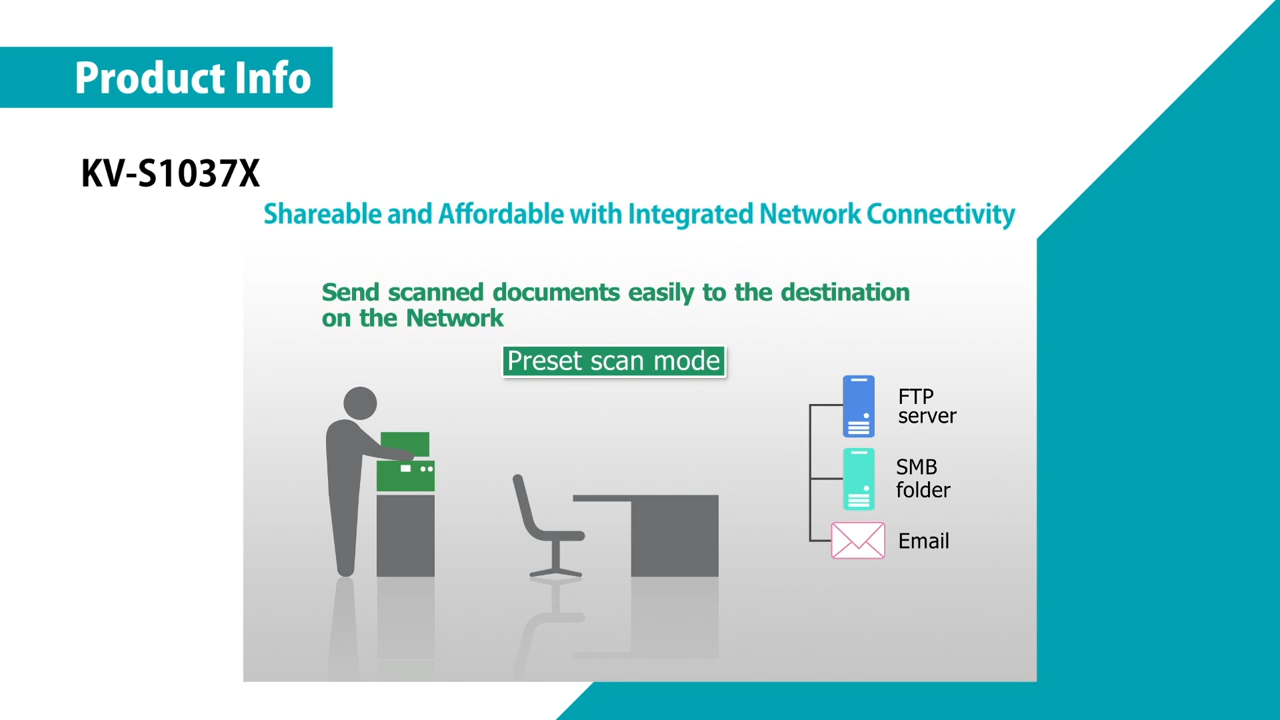 Product Info
KV-S1037X
Shareable and Affordable with Integrated Network Connectivity
Send scanned documents easily to the destination
on the Network
Preset scan mode
FTP
server
SMB
folder
Email